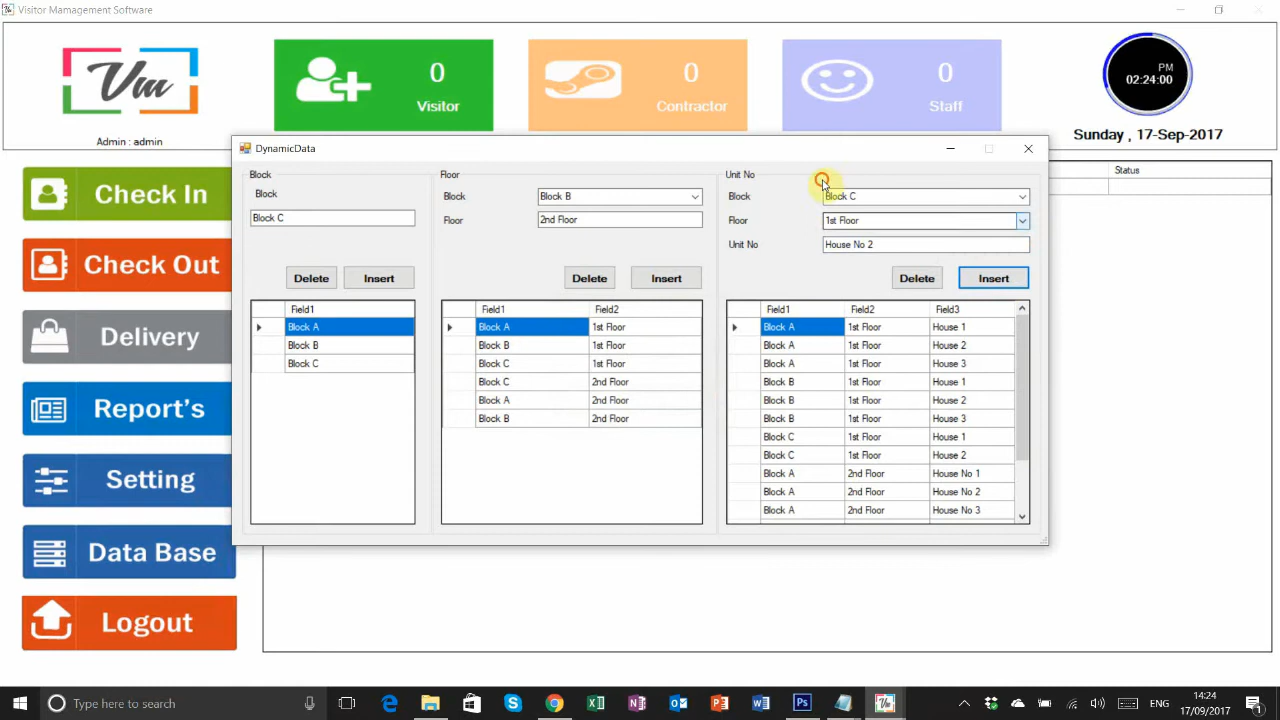 Visitor Mamagement Software
Vm
Admin : admin
0
Visitor
0
Contractor
0
Staff
PM
02:24:00
Sunday , 17-Sep-2017
Check In
Check Out
Delivery
Report's
Setting
Data Base
Logout
Status
DynamicData
Block
Block
Block C
Delete
Insert
Field1
Block A
Block B
Block C
Floor
Block
Block B
Floor
2nd Floor
Delete
Insert
Field1 Field2
Block A 1st Floor
Block B 1st Floor
Block C 1st Floor
Block C 2nd Floor
Block A 2nd Floor
Block B 2nd Floor
Unit No
Block
Block C
Floor
1st Floor
Unit No
House No 2
Delete
Insert
Field1 Field2 Field3
Block A 1st Floor House 1
Block A 1st Floor House 2
Block A 1st Floor House 3
Block B 1st Floor House 1
Block B 1st Floor House 2
Block B 1st Floor House 3
Block C 1st Floor House 1
Block C 1st Floor House 2
Block A 2nd Floor House No 1
Block A 2nd Floor House No 2
Block A 2nd Floor House No 3
Type here to search
ENG
14:24
17/09/2017
1